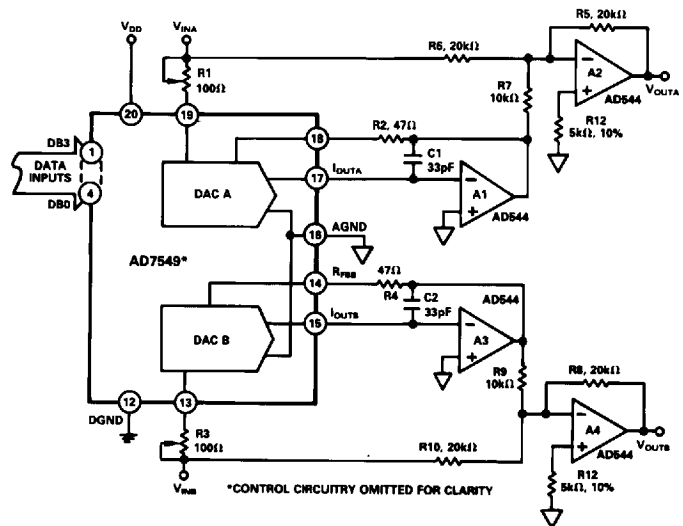 VDD
VINA
R1
100Ω
R6, 20kΩ
R5, 20kΩ
A2
AD544
VOUTA
R7
10kΩ
R12
5kΩ, 10%
20
19
DB3
1
DATA
INPUTS
4
DB0
DAC A
18
R2, 47Ω
C1
33pF
17
IOUTA
A1
AD544
16
AGND
AD7549*
14
RFBB
47Ω
R4
C2
33pF
AD544
15
IOUTB
A3
DAC B
R9
10kΩ
R8, 20kΩ
A4
AD544
VOUTB
R12
5kΩ, 10%
DGND
12
13
R3
100Ω
R10, 20kΩ
VINB
*CONTROL CIRCUITRY OMITTED FOR CLARITY